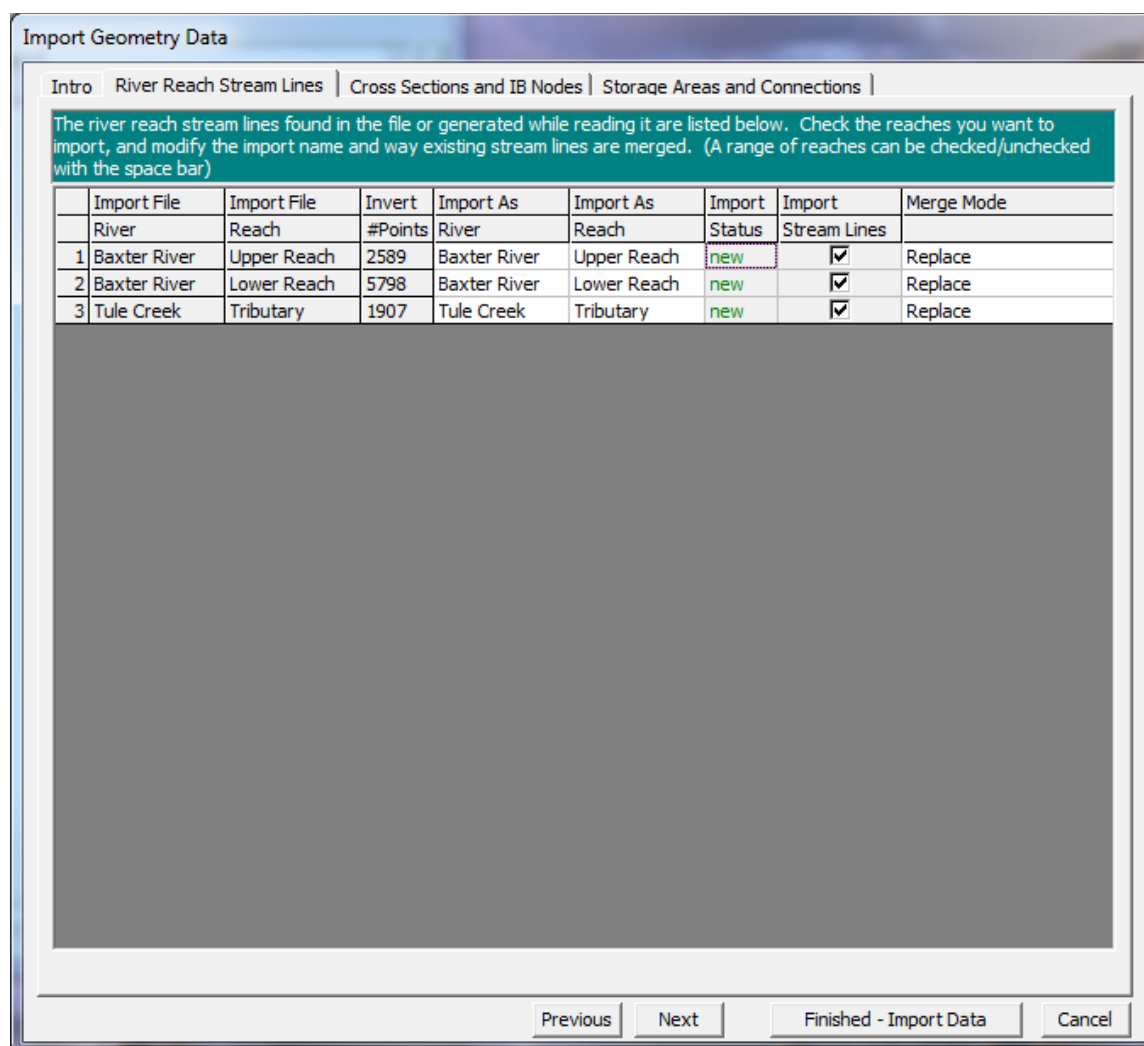 Import Geometry Data
Intro River Reach Stream Lines Cross Sections and IB Nodes Storage Areas and Connections
The river reach stream lines found in the file or generated while reading it are listed below. Check the reaches you want to
import, and modify the import name and way existing stream lines are merged. (A range of reaches can be checked/unchecked
with the space bar)
Import File Import File Invert Import As Import As Import Import Merge Mode
River Reach #Points River Reach Status Stream Lines
1 Baxter River Upper Reach 2589 Baxter River Upper Reach new Replace
2 Baxter River Lower Reach 5798 Baxter River Lower Reach new Replace
3 Tule Creek Tributary 1907 Tule Creek Tributary new Replace
Previous Next Finished - Import Data Cancel